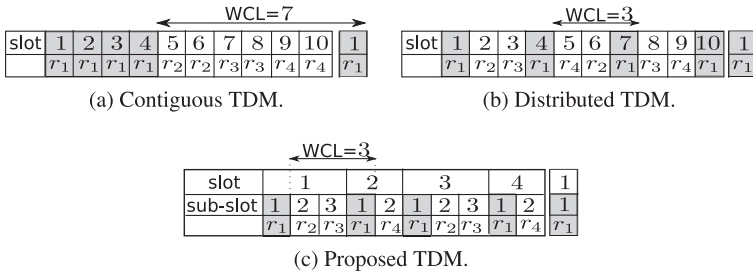 WCL=7
slot 1 2 3 4 5 6 7 8 9 10 1
r1 r1 r1 r1 r2 r2 r3 r3 r4 r4 r1
(a) Contiguous TDM.
WCL=3
slot 1 2 3 4 5 6 7 8 9 10 1
r1 r2 r3 r1 r4 r2 r1 r3 r4 r1 r1
(b) Distributed TDM.
WCL=3
slot 1 2 3 4 1
sub-slot 1 2 3 1 2 1 2 3 1 2 1
r1 r2 r3 r1 r4 r1 r2 r3 r1 r4 r1
(c) Proposed TDM.